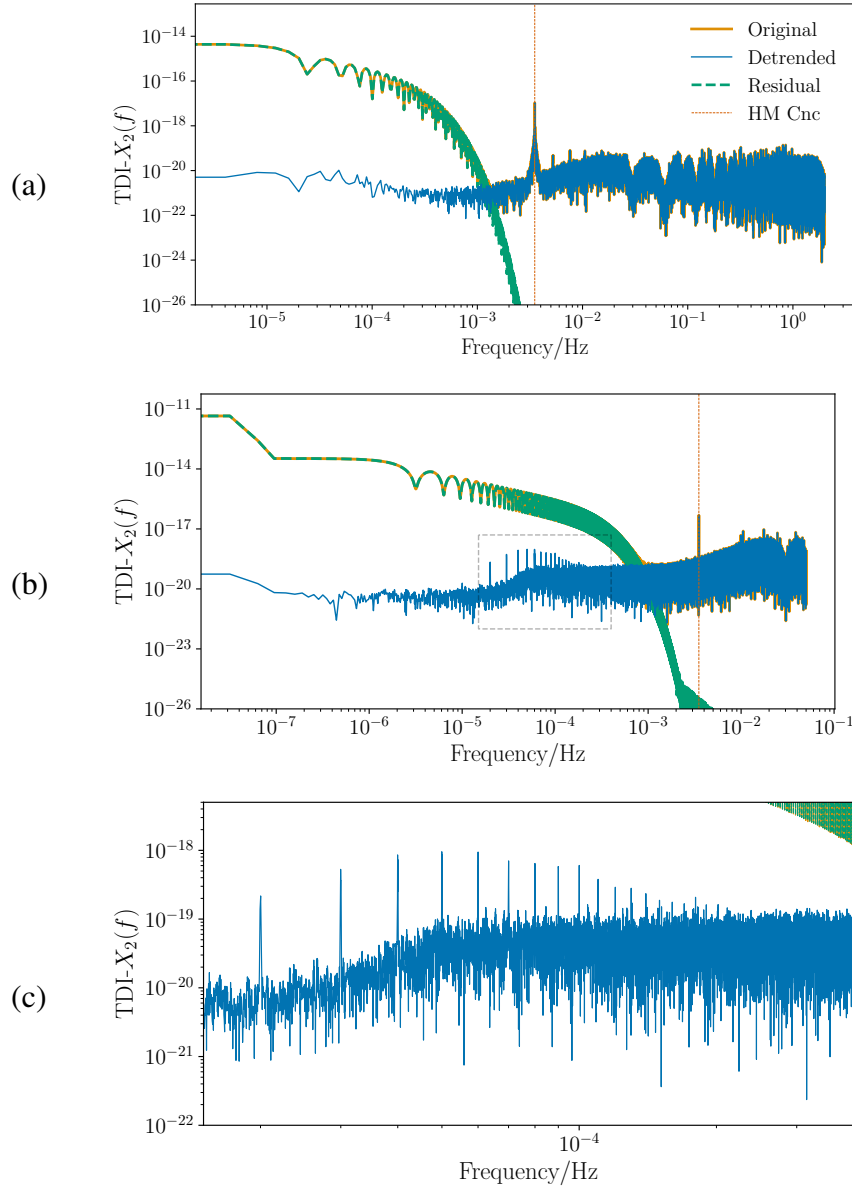 (a)
TDI-X₂(f)
10⁻¹⁴
10⁻¹⁶
10⁻¹⁸
10⁻²⁰
10⁻²²
10⁻²⁴
10⁻²⁶
Original
Detrended
Residual
HM Cnc
10⁻⁵ 10⁻⁴ 10⁻³ 10⁻² 10⁻¹ 10⁰
Frequency/Hz
(b)
TDI-X₂(f)
10⁻¹¹
10⁻¹⁴
10⁻¹⁷
10⁻²⁰
10⁻²³
10⁻²⁶
10⁻⁷ 10⁻⁶ 10⁻⁵ 10⁻⁴ 10⁻³ 10⁻² 10⁻¹
Frequency/Hz
(c)
TDI-X₂(f)
10⁻¹⁸
10⁻¹⁹
10⁻²⁰
10⁻²¹
10⁻²²
10⁻⁴
Frequency/Hz